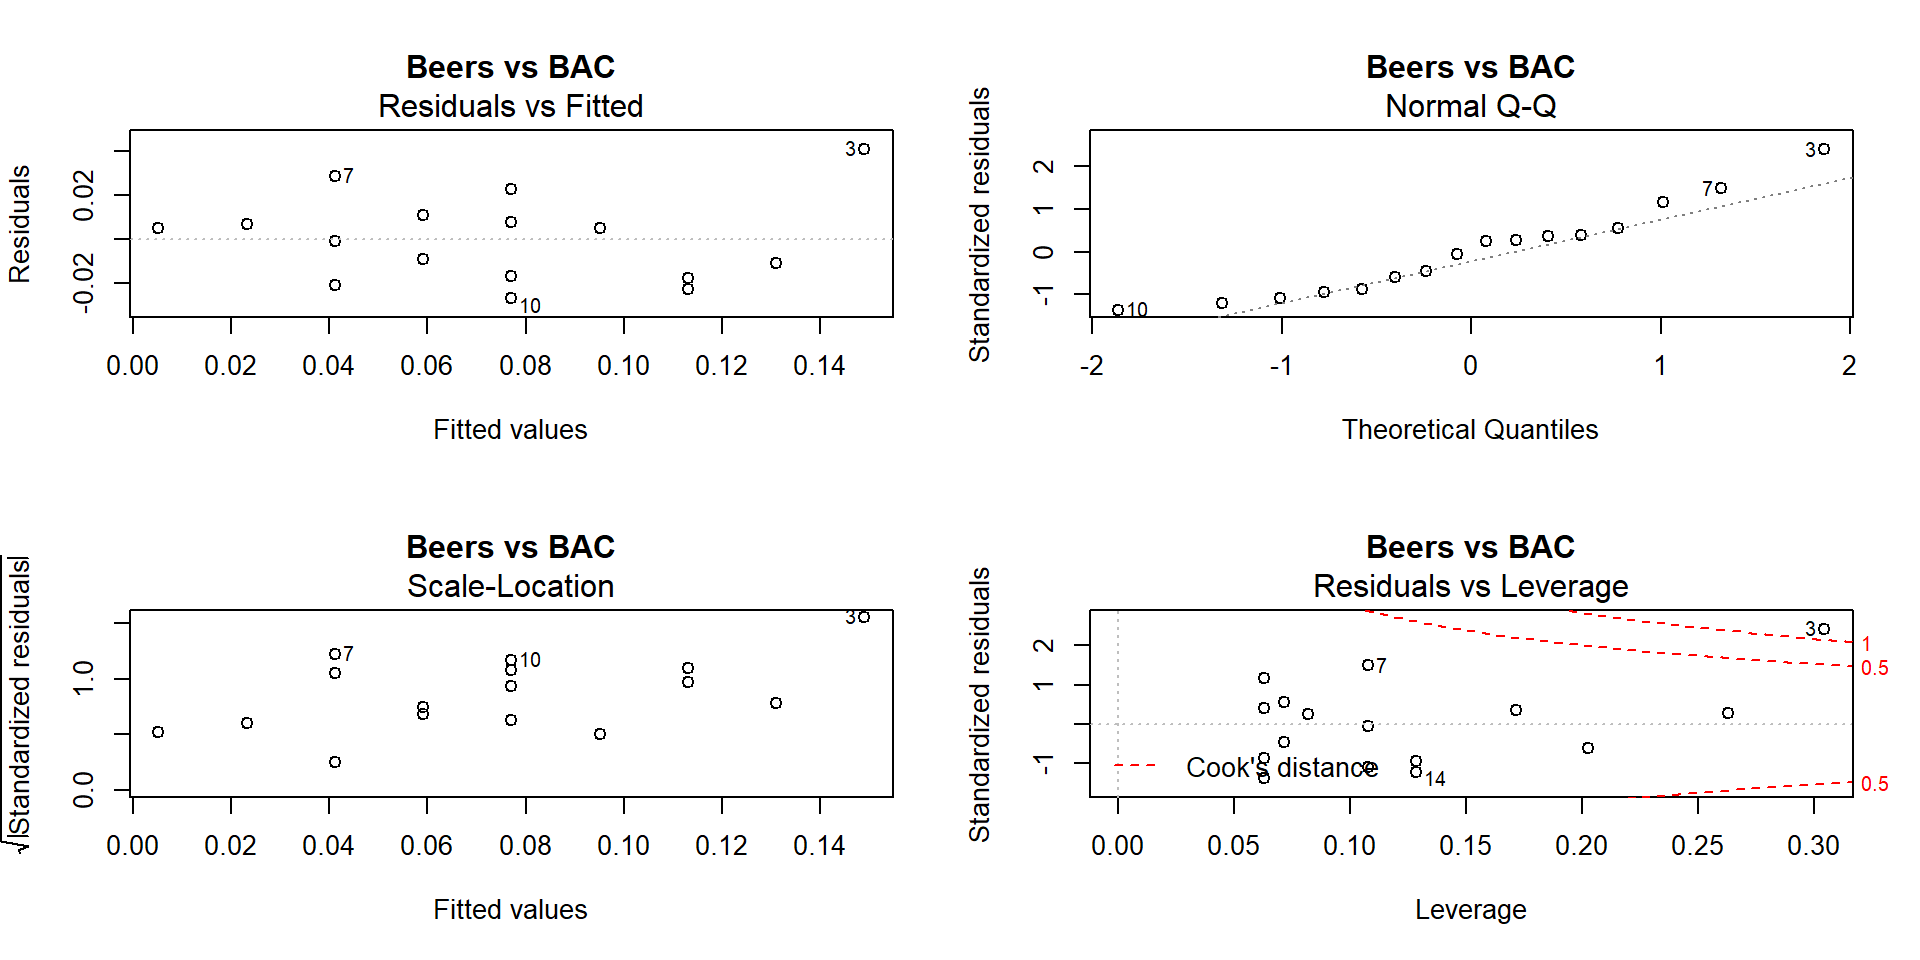 Beers vs BAC
Residuals vs Fitted
Residuals
0.02
-0.02
3
7
10
0.00 0.02 0.04 0.06 0.08 0.10 0.12 0.14
Fitted values
Beers vs BAC
Normal Q-Q
Standardized residuals
2
1
0
-1
3
7
10
-2 -1 0 1 2
Theoretical Quantiles
Beers vs BAC
Scale-Location
√|Standardized residuals|
1.0
0.0
3
7
10
0.00 0.02 0.04 0.06 0.08 0.10 0.12 0.14
Fitted values
Beers vs BAC
Residuals vs Leverage
Standardized residuals
2
1
-1
3
1
0.5
7
Cook's distance
14
0.5
0.00 0.05 0.10 0.15 0.20 0.25 0.30
Leverage